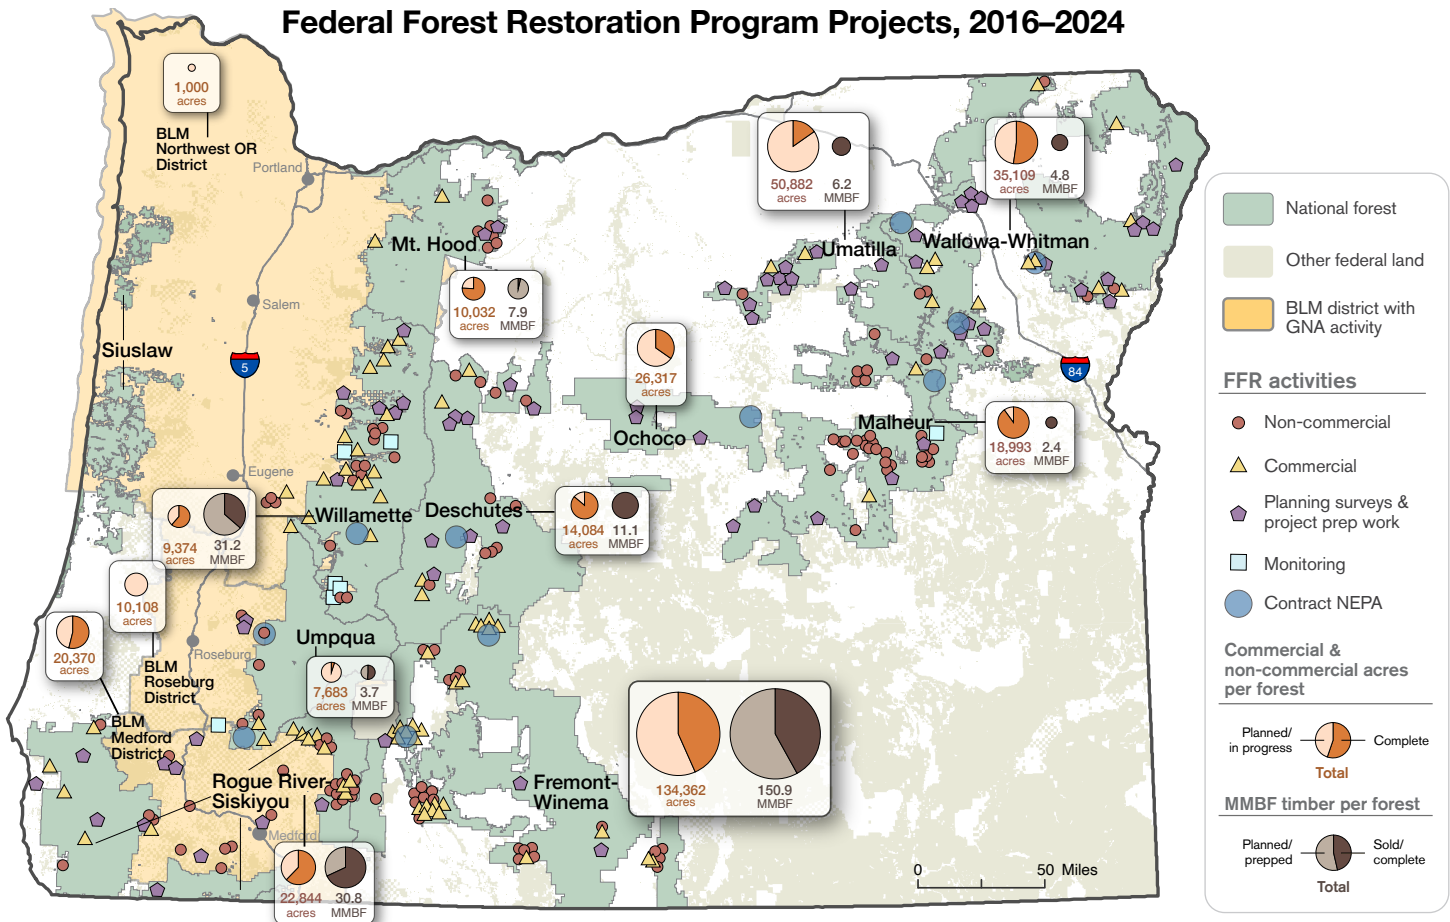 Federal Forest Restoration Program Projects, 2016–2024
1,000
acres
BLM
Northwest OR
District
Portland
Mt. Hood
10,032
acres
7.9
MMBF
50,882
acres
6.2
MMBF
Umatilla
35,109
acres
4.8
MMBF
Wallowa-Whitman
Salem
Siuslaw
5
84
26,317
acres
Ochoco
Malheur
18,993
acres
2.4
MMBF
Eugene
Willamette
9,374
acres
31.2
MMBF
Deschutes
14,084
acres
11.1
MMBF
10,108
acres
BLM
Roseburg
District
Roseburg
20,370
acres
BLM
Medford
District
Umpqua
7,683
acres
3.7
MMBF
Rogue River-
Siskiyou
Medford
22,844
acres
30.8
MMBF
Fremont-
Winema
134,362
acres
150.9
MMBF
0
50 Miles
National forest
Other federal land
BLM district with
GNA activity
FFR activities
Non-commercial
Commercial
Planning surveys &
project prep work
Monitoring
Contract NEPA
Commercial &
non-commercial acres
per forest
Planned/
in progress
Complete
Total
MMBF timber per forest
Planned/
prepped
Sold/
complete
Total